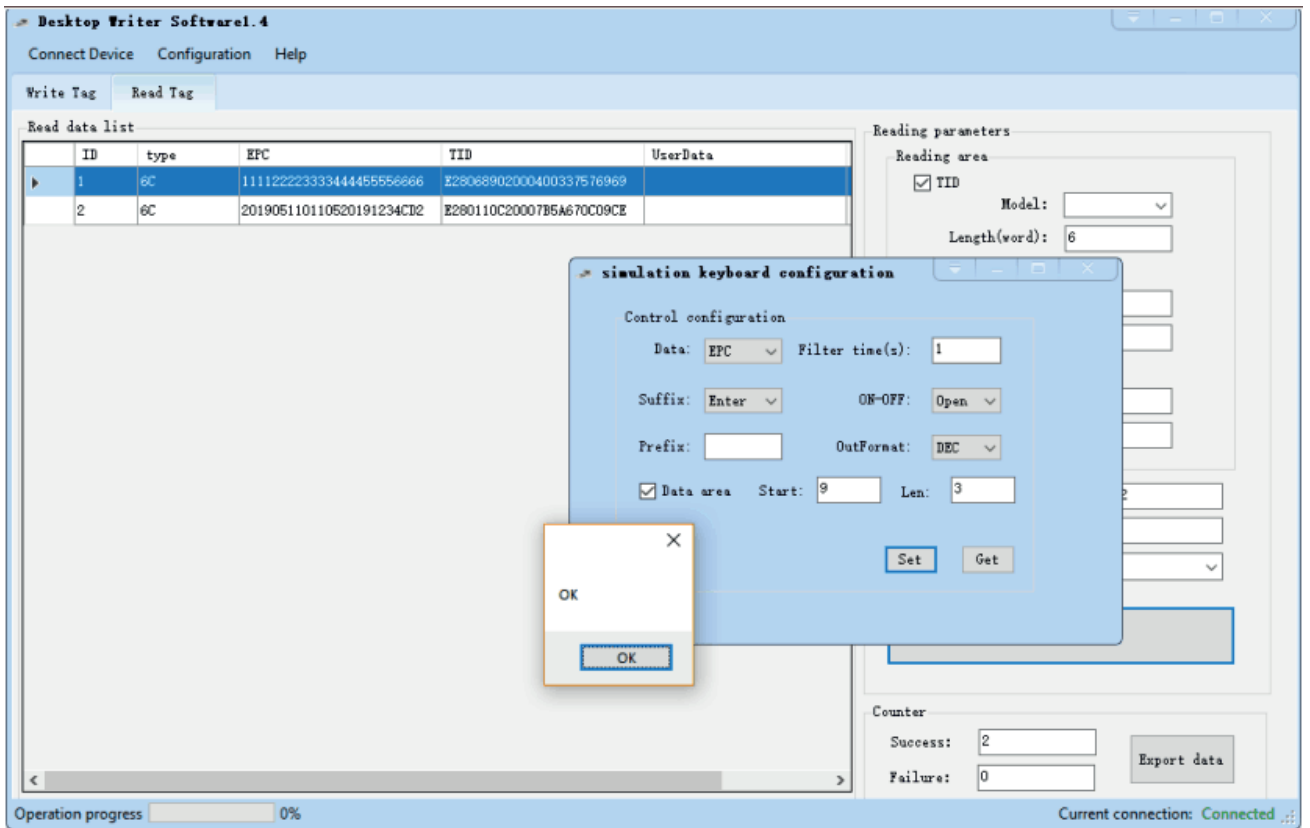 Desktop Writer Software1.4
Connect Device Configuration Help
Write Tag Read Tag
Read data list
ID type EPC TID UserData
1 6C 111122223333444455556666 E28068902000400337576969
2 6C 201905110110520191234CD2 E280110C20007B5A670C09CE
Reading parameters
Reading area
TID
Model:
Length(word): 6
simulation keyboard configuration
Control configuration
Data: EPC Filter time(s): 1
Suffix: Enter ON-OFF: Open
Prefix: OutFormat: DEC
Data area Start: 9 Len: 3
Set Get
OK
OK
Counter
Success: 2
Failure: 0
Export data
Operation progress 0% Current connection: Connected